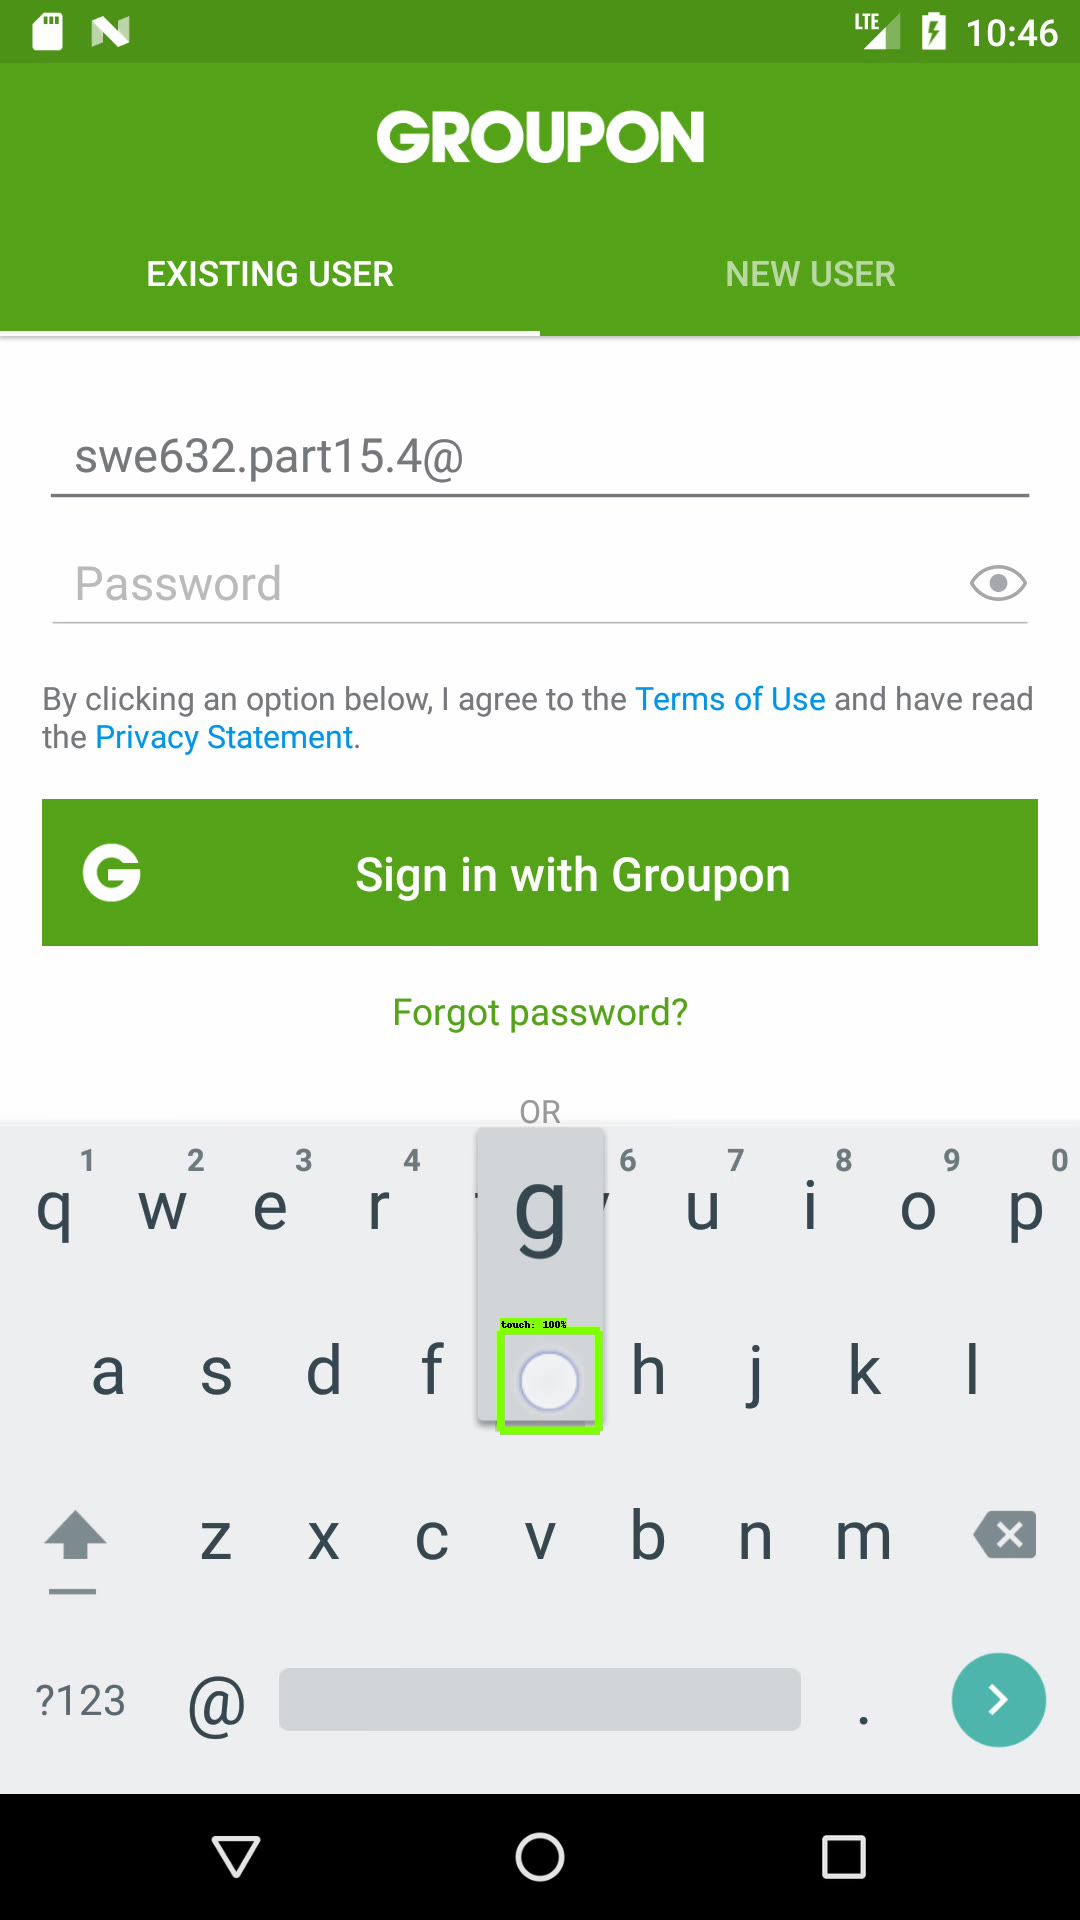 LTE 10:46
GROUPON
EXISTING USER NEW USER
swe632.part15.4@
Password
By clicking an option below, I agree to the Terms of Use and have read
the Privacy Statement.
G Sign in with Groupon
Forgot password?
OR
1 2 3 4 6 7 8 9 0
q w e r g u i o p
touch: 100%
a s d f h j k l
z x c v b n m
?123 @ .